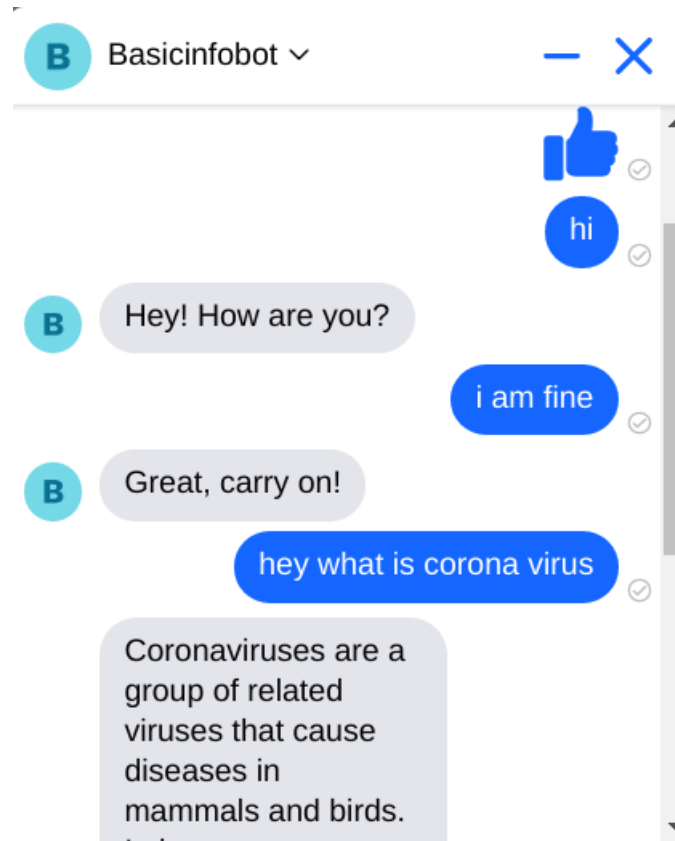 B Basicinfobot
hi
B Hey! How are you?
i am fine
B Great, carry on!
hey what is corona virus
Coronaviruses are a
group of related
viruses that cause
diseases in
mammals and birds.